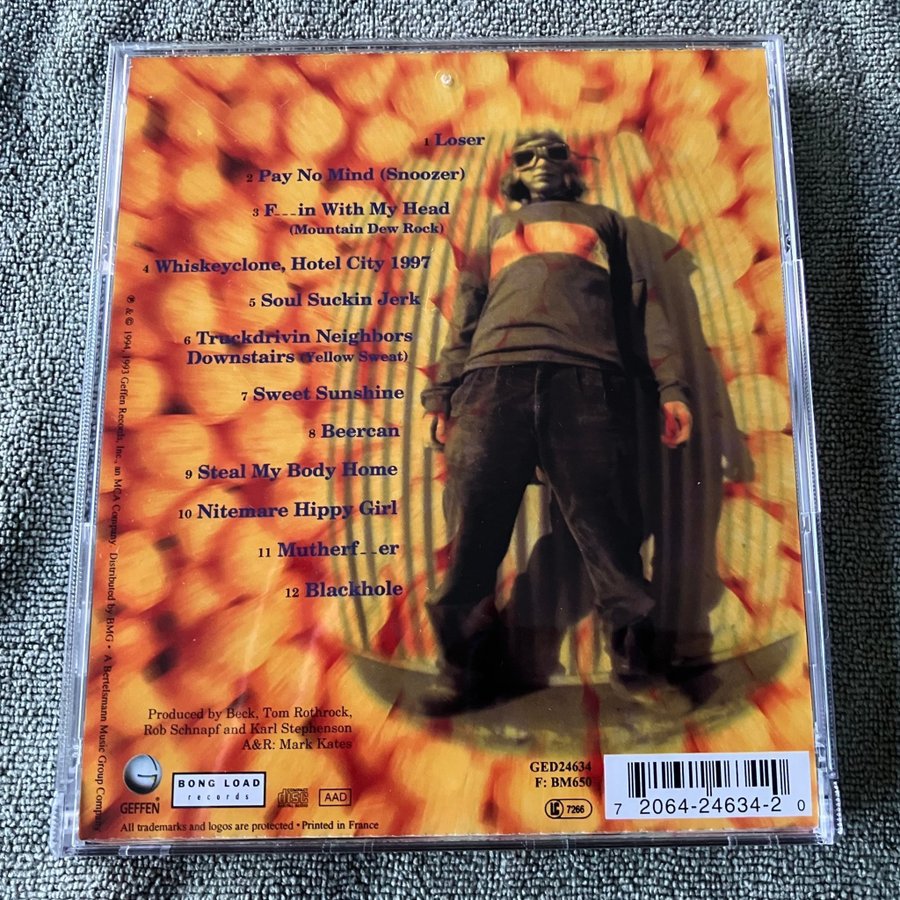 1 Loser
2 Pay No Mind (Snoozer)
3 F___in With My Head
(Mountain Dew Rock)
4 Whiskeyclone, Hotel City 1997
5 Soul Suckin Jerk
6 Truckdrivin Neighbors
Downstairs (Yellow Sweat)
7 Sweet Sunshine
8 Beercan
9 Steal My Body Home
10 Nitemare Hippy Girl
11 Mutherf__er
12 Blackhole
℗ & © 1994, 1993 Geffen Records, Inc., an MCA Company Distributed by BMG • A Bertelsmann Music Group Company
Produced by Beck, Tom Rothrock,
Rob Schnapf and Karl Stephenson
A&R: Mark Kates
G
GEFFEN®
BONG LOAD
records
COMPACT disc DIGITAL AUDIO
AAD
GED24634
F: BM650
LC 7266
7 2064-24634-2 0
All trademarks and logos are protected • Printed in France